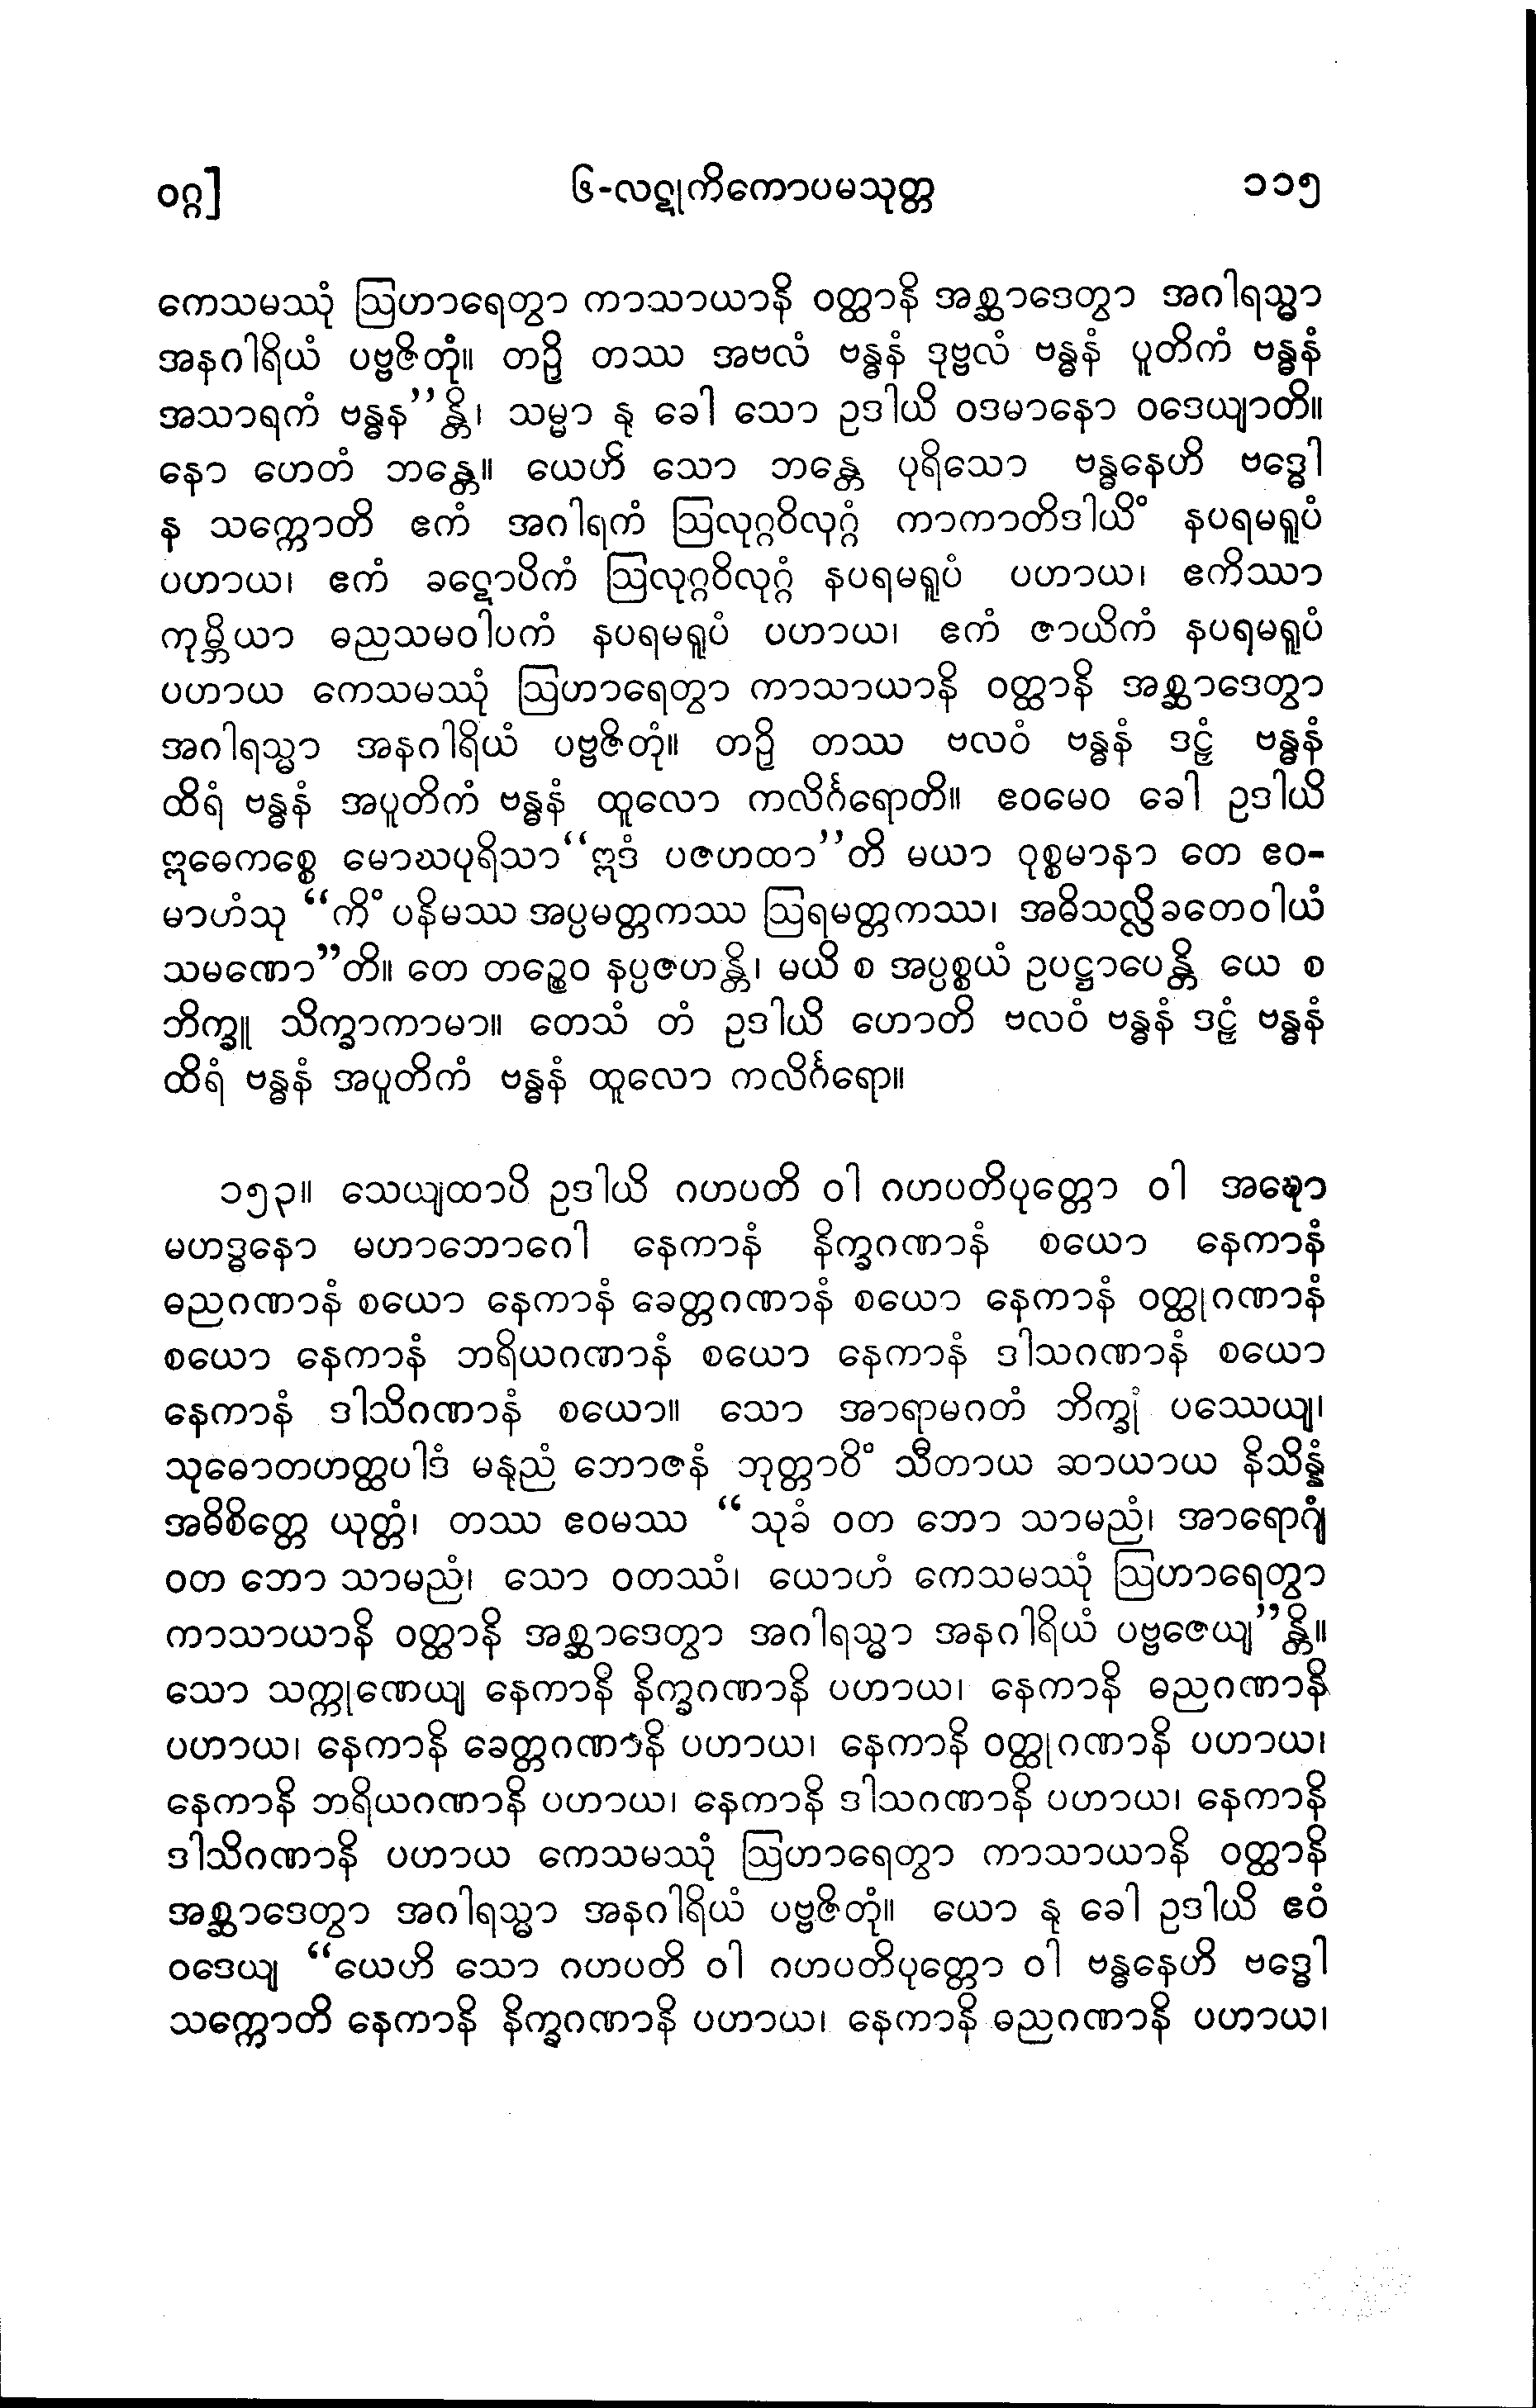 ဝဂ္ဂ] ၆-လဋုကိကောပမသုတ္တ ၁၁၅
ကေသမဿုံ ဩဟာရေတွာ ကာသာယာနိ ဝတ္ထာနိ အစ္ဆာဒေတွာ အဂါရသ္မာ
အနဂါရိယံ ပဗ္ဗဇိတုံ။ တဉှိ တဿ အဗလံ ဗန္ဓနံ ဒုဗ္ဗလံ ဗန္ဓနံ ပူတိကံ ဗန္ဓနံ
အသာရကံ ဗန္ဓန”န္တိ၊ သမ္မာ နု ခေါ သော ဥဒါယိ ဝဒမာနော ဝဒေယျာတိ။
နော ဟေတံ ဘန္တေ။ ယေဟိ သော ဘန္တေ ပုရိသော ဗန္ဓနေဟိ ဗဒ္ဓေါ
န သက္ကောတိ ဧကံ အဂါရကံ ဩလုဂ္ဂဝိလုဂ္ဂံ ကာကာတိဒါယိံ နပရမရူပံ
ပဟာယ၊ ဧကံ ခဋောပိကံ ဩလုဂ္ဂဝိလုဂ္ဂံ နပရမရူပံ ပဟာယ၊ ဧကိဿာ
ကုမ္ဘိယာ ဓညသမဝါပကံ နပရမရူပံ ပဟာယ၊ ဧကံ ဇာယိကံ နပရမရူပံ
ပဟာယ ကေသမဿုံ ဩဟာရေတွာ ကာသာယာနိ ဝတ္ထာနိ အစ္ဆာဒေတွာ
အဂါရသ္မာ အနဂါရိယံ ပဗ္ဗဇိတုံ။ တဉှိ တဿ ဗလဝံ ဗန္ဓနံ ဒဠှံ ဗန္ဓနံ
ထိရံ ဗန္ဓနံ အပူတိကံ ဗန္ဓနံ ထူလော ကလိင်္ဂရောတိ။ ဧဝမေဝ ခေါ ဥဒါယိ
ဣဓေကစ္စေ မောဃပုရိသာ“ဣဒံ ပဇဟထာ”တိ မယာ ဝုစ္စမာနာ တေ ဧဝ-
မာဟံသု “ကိံ ပနိမဿ အပ္ပမတ္တကဿ ဩရမတ္တကဿ၊ အဓိသလ္လိခတေဝါယံ
သမဏော”တိ။ တေ တဉ္စေဝ နပ္ပဇဟန္တိ၊ မယိ စ အပ္ပစ္စယံ ဥပဋ္ဌာပေန္တိ ယေ စ
ဘိက္ခူ သိက္ခာကာမာ။ တေသံ တံ ဥဒါယိ ဟောတိ ဗလဝံ ဗန္ဓနံ ဒဠှံ ဗန္ဓနံ
ထိရံ ဗန္ဓနံ အပူတိကံ ဗန္ဓနံ ထူလော ကလိင်္ဂရော။
၁၅၃။ သေယျထာပိ ဥဒါယိ ဂဟပတိ ဝါ ဂဟပတိပုတ္တော ဝါ အဍ္ဎော
မဟဒ္ဓနော မဟာဘောဂေါ နေကာနံ နိက္ခဂဏာနံ စယော နေကာနံ
ဓညဂဏာနံ စယော နေကာနံ ခေတ္တဂဏာနံ စယော နေကာနံ ဝတ္ထုဂဏာနံ
စယော နေကာနံ ဘရိယဂဏာနံ စယော နေကာနံ ဒါသဂဏာနံ စယော
နေကာနံ ဒါသိဂဏာနံ စယော။ သော အာရာမဂတံ ဘိက္ခုံ ပဿေယျ၊
သုဓောတဟတ္ထပါဒံ မနုညံ ဘောဇနံ ဘုတ္တာဝိံ သီတာယ ဆာယာယ နိသိန္နံ
အဓိစိတ္တေ ယုတ္တံ၊ တဿ ဧဝမဿ “သုခံ ဝတ ဘော သာမညံ၊ အာရောဂျံ
ဝတ ဘော သာမညံ၊ သော ဝတဿံ၊ ယောဟံ ကေသမဿုံ ဩဟာရေတွာ
ကာသာယာနိ ဝတ္ထာနိ အစ္ဆာဒေတွာ အဂါရသ္မာ အနဂါရိယံ ပဗ္ဗဇေယျ”န္တိ။
သော သက္ကုဏေယျ နေကာနိ နိက္ခဂဏာနိ ပဟာယ၊ နေကာနိ ဓညဂဏာနိ
ပဟာယ၊ နေကာနိ ခေတ္တဂဏာနိ ပဟာယ၊ နေကာနိ ဝတ္ထုဂဏာနိ ပဟာယ၊
နေကာနိ ဘရိယဂဏာနိ ပဟာယ၊ နေကာနိ ဒါသဂဏာနိ ပဟာယ၊ နေကာနိ
ဒါသိဂဏာနိ ပဟာယ ကေသမဿုံ ဩဟာရေတွာ ကာသာယာနိ ဝတ္ထာနိ
အစ္ဆာဒေတွာ အဂါရသ္မာ အနဂါရိယံ ပဗ္ဗဇိတုံ။ ယော နု ခေါ ဥဒါယိ ဧဝံ
ဝဒေယျ “ယေဟိ သော ဂဟပတိ ဝါ ဂဟပတိပုတ္တော ဝါ ဗန္ဓနေဟိ ဗဒ္ဓေါ
သက္ကောတိ နေကာနိ နိက္ခဂဏာနိ ပဟာယ၊ နေကာနိ ဓညဂဏာနိ ပဟာယ၊